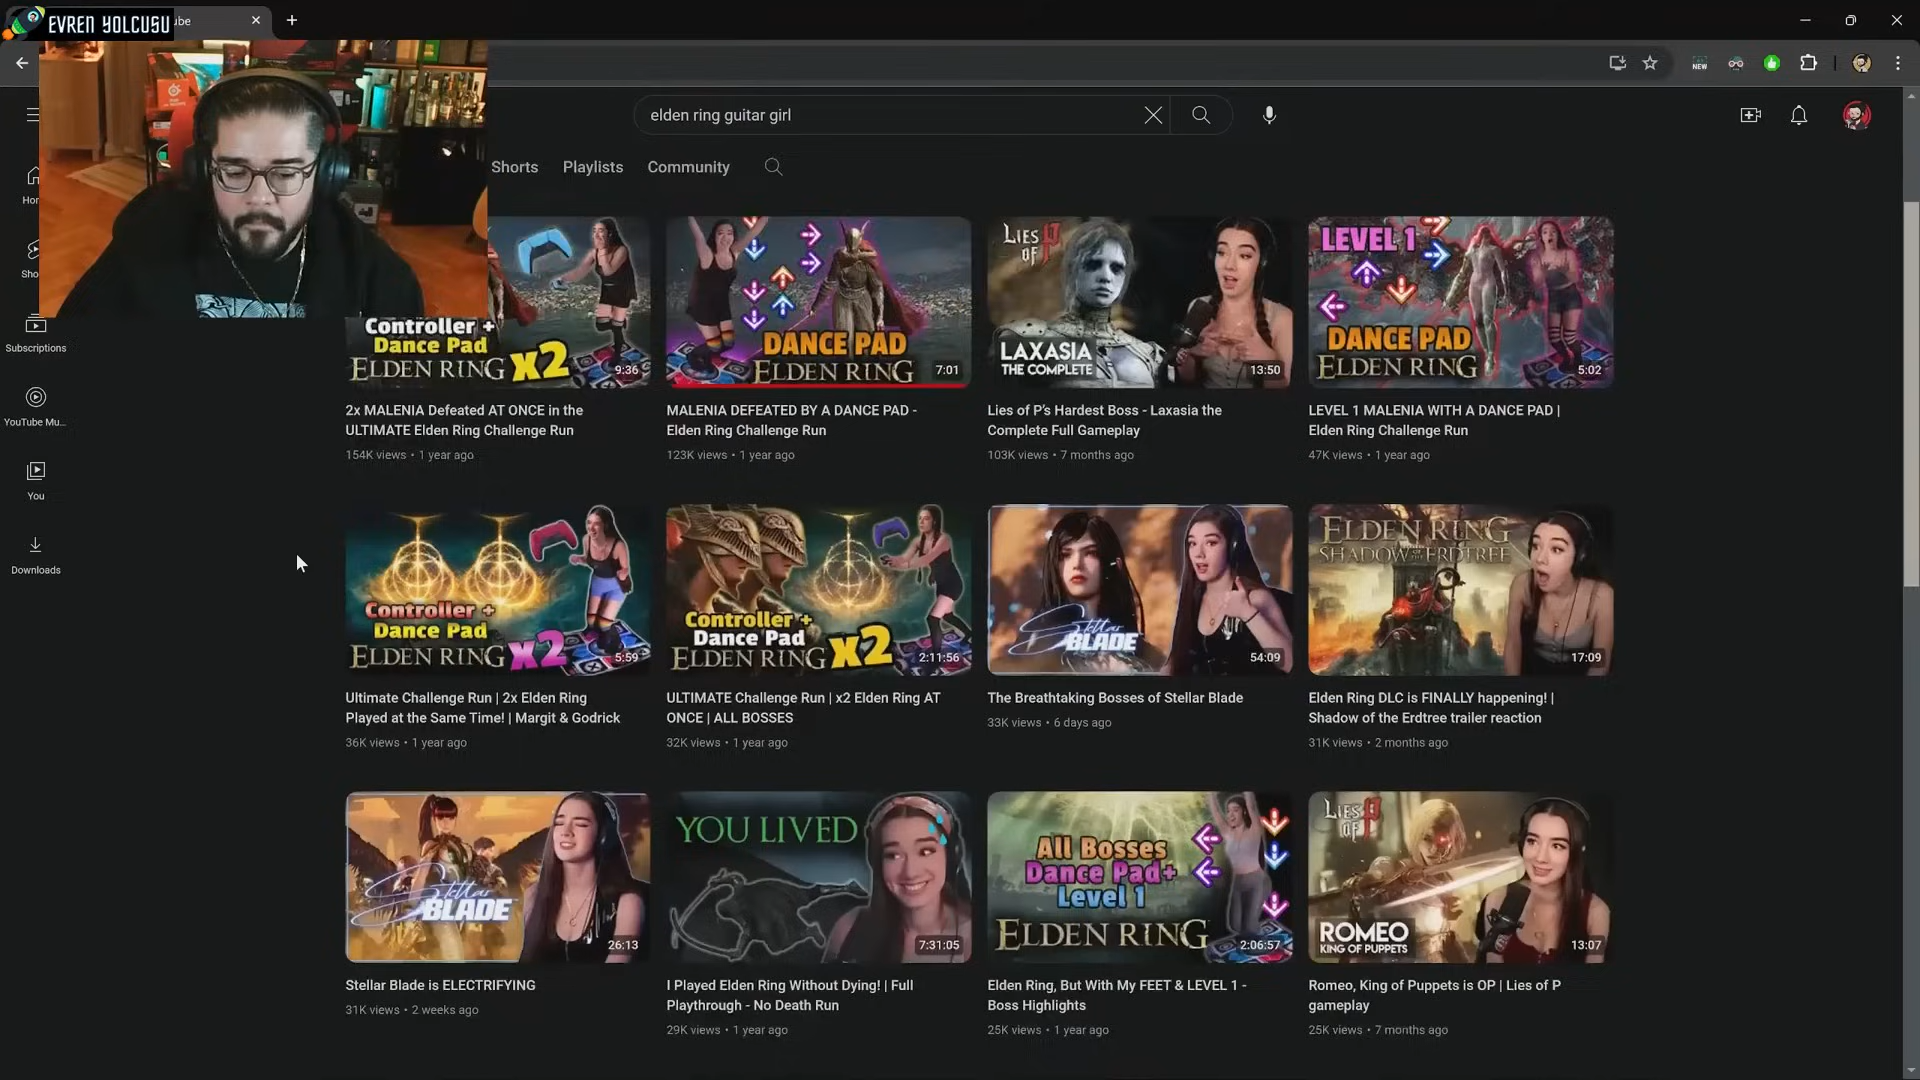 EVREN YOLCUSU
ube
NEW
elden ring guitar girl
Shorts
Playlists
Community
Subscriptions
YouTube Mu...
You
Downloads
Controller +
Dance Pad
ELDEN RING x2
9:36
2x MALENIA Defeated AT ONCE in the
ULTIMATE Elden Ring Challenge Run
154K views • 1 year ago
DANCE PAD
ELDEN RING
7:01
MALENIA DEFEATED BY A DANCE PAD -
Elden Ring Challenge Run
123K views • 1 year ago
LIES
OF P
LAXASIA
THE COMPLETE
13:50
Lies of P's Hardest Boss - Laxasia the
Complete Full Gameplay
103K views • 7 months ago
LEVEL 1
DANCE PAD
ELDEN RING
5:02
LEVEL 1 MALENIA WITH A DANCE PAD |
Elden Ring Challenge Run
47K views • 1 year ago
Controller +
Dance Pad
ELDEN RING x2
5:59
Ultimate Challenge Run | 2x Elden Ring
Played at the Same Time! | Margit & Godrick
36K views • 1 year ago
Controller +
Dance Pad
ELDEN RING x2
2:11:56
ULTIMATE Challenge Run | x2 Elden Ring AT
ONCE | ALL BOSSES
32K views • 1 year ago
Stellar
BLADE
54:09
The Breathtaking Bosses of Stellar Blade
33K views • 6 days ago
ELDEN RING
SHADOW OF THE ERDTREE
17:09
Elden Ring DLC is FINALLY happening! |
Shadow of the Erdtree trailer reaction
31K views • 2 months ago
Stellar
BLADE
26:13
Stellar Blade is ELECTRIFYING
31K views • 2 weeks ago
YOU LIVED
7:31:05
I Played Elden Ring Without Dying! | Full
Playthrough - No Death Run
29K views • 1 year ago
All Bosses
Dance Pad+
Level 1
ELDEN RING
2:06:57
Elden Ring, But With My FEET & LEVEL 1 -
Boss Highlights
25K views • 1 year ago
LIES
OF P
ROMEO
KING OF PUPPETS
13:07
Romeo, King of Puppets is OP | Lies of P
gameplay
25K views • 7 months ago